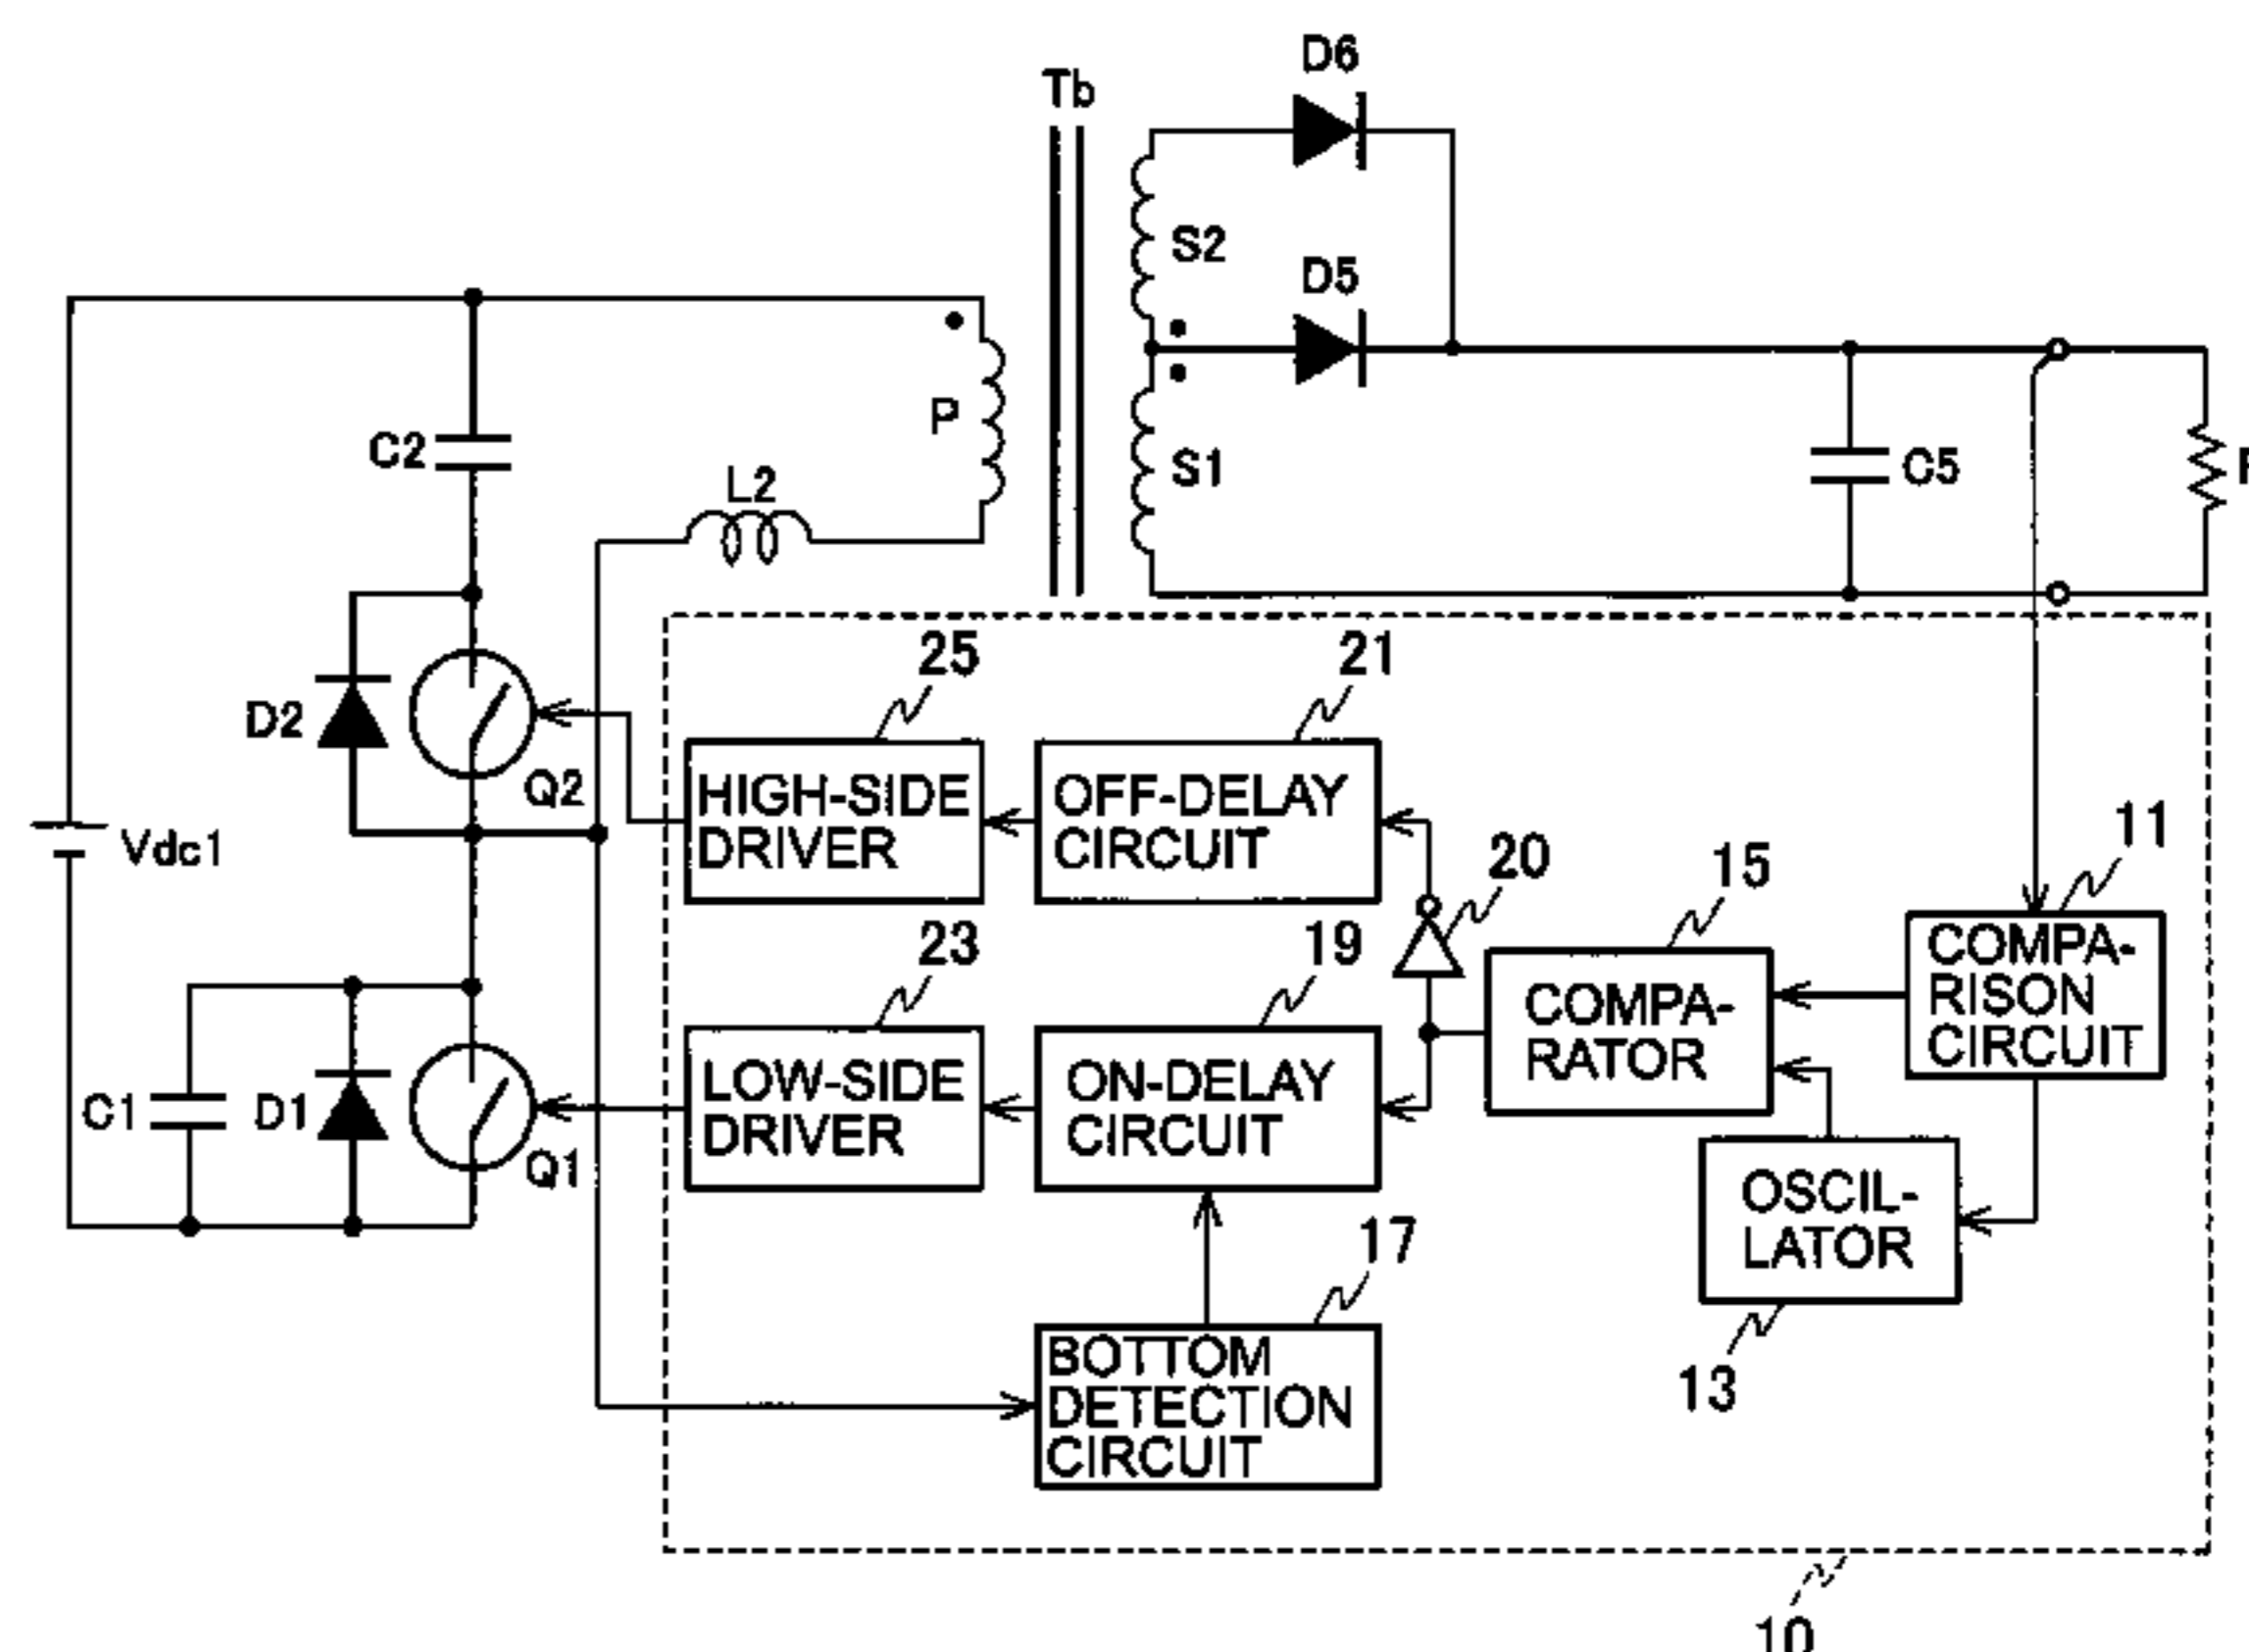 D6
Tb
S2
D5
P
C2
L2
S1
C5
25
21
D2
Q2
HIGH-SIDE
DRIVER
OFF-DELAY
CIRCUIT
11
Vdc1
20
15
23
19
COMPA-
RISON
CIRCUIT
COMPA-
RATOR
C1
D1
Q1
LOW-SIDE
DRIVER
ON-DELAY
CIRCUIT
OSCIL-
LATOR
17
BOTTOM
DETECTION
CIRCUIT
13
10